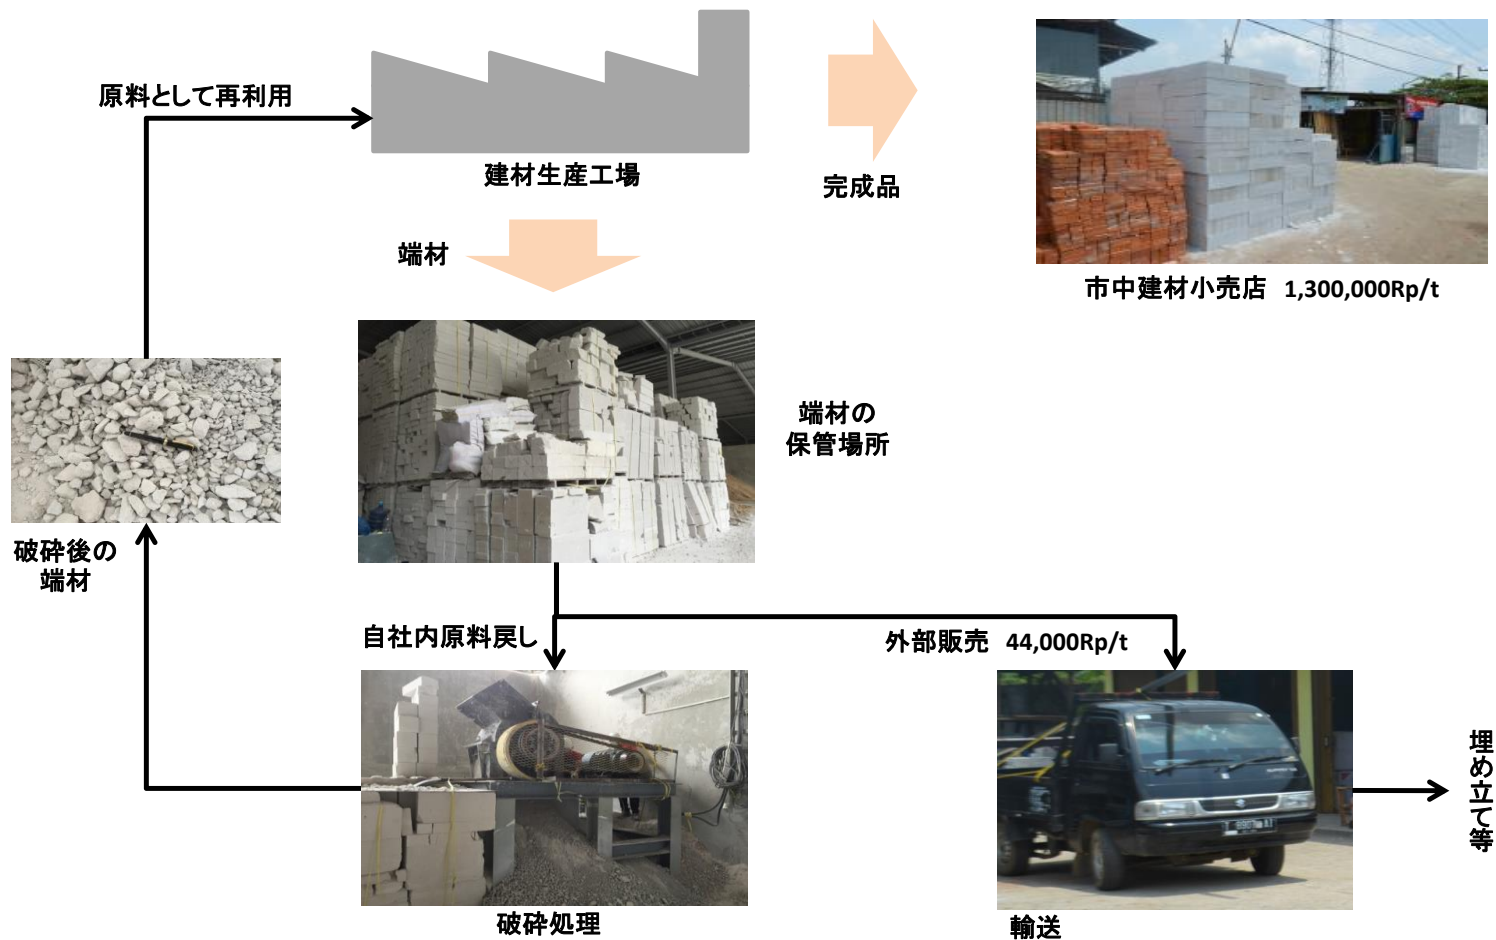 原料として再利用
建材生産工場
完成品
端材
市中建材小売店 1,300,000Rp/t
端材の
保管場所
破砕後の
端材
自社内原料戻し
外部販売 44,000Rp/t
埋め立て等
破砕処理
輸送